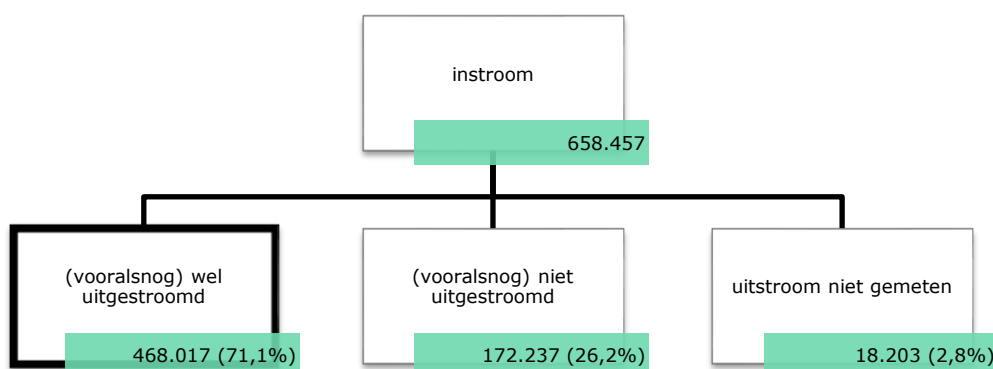 instroom
658.457
(vooralsnog) wel
uitgestroomd
468.017 (71,1%)
(vooralsnog) niet
uitgestroomd
172.237 (26,2%)
uitstroom niet gemeten
18.203 (2,8%)